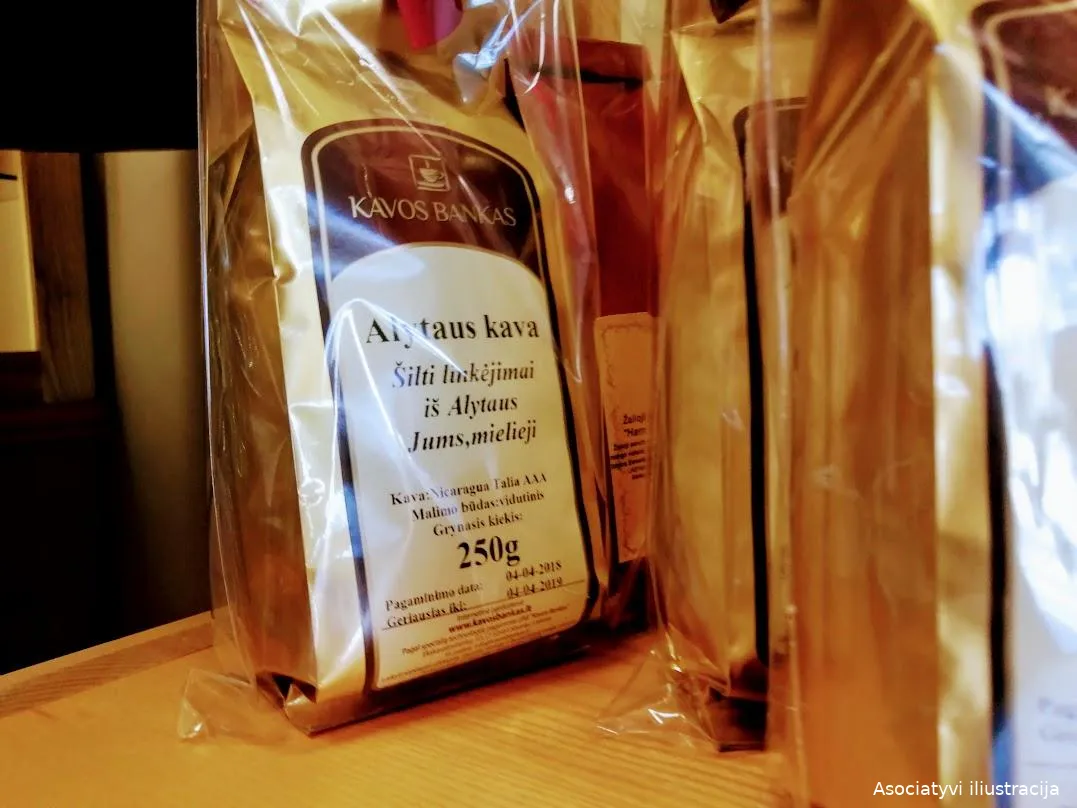 KAVOS BANKAS
Alytaus kava
Šilti linkėjimai
iš Alytaus
Jums,mielieji
Kava:Nicaragua Talia AAA
Malimo būdas:vidutinis
Grynasis kiekis:
250g
Pagaminimo data: 04-04-2018
Geriausias iki: 04-04-2019
www.kavosbankas.lt
Žalioji
Asociatyvi iliustracija